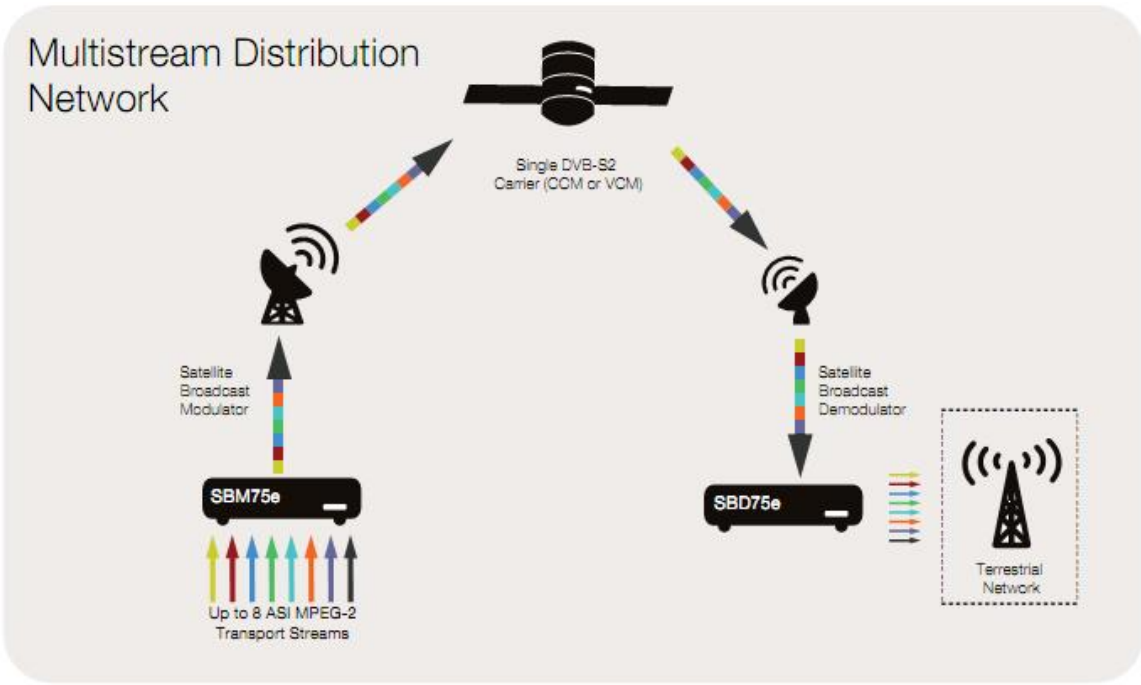 Multistream Distribution
Network
Single DVB-S2
Carrier (CCM or VCM)
Satellite
Broadcast
Modulator
Satellite
Broadcast
Demodulator
SBM75e
SBD75e
Terrestrial
Network
Up to 8 ASI MPEG-2
Transport Streams